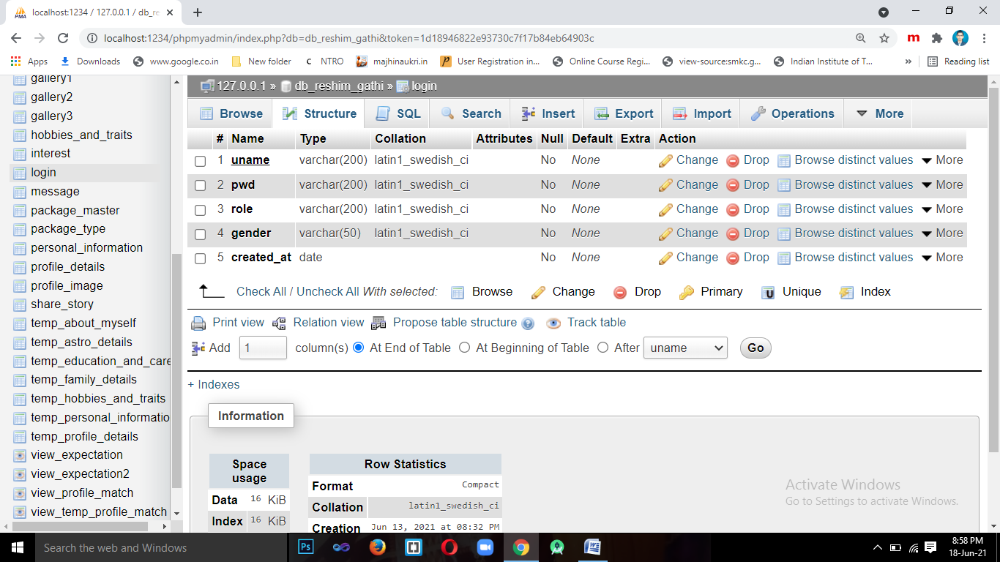 localhost:1234 / 127.0.0.1 / db_re
localhost:1234/phpmyadmin/index.php?db=db_reshim_gathi&token=1d18946822e93730c7f17b84eb64903c
Apps Downloads www.google.co.in New folder NTRO majhinaukri.in User Registration in... Online Course Regi... view-source:smkc.g... Indian Institute of T... » Reading list
gallery1
gallery2
gallery3
hobbies_and_traits
interest
login
message
package_master
package_type
personal_information
profile_details
profile_image
share_story
temp_about_myself
temp_astro_details
temp_education_and_care
temp_family_details
temp_hobbies_and_traits
temp_personal_informatio
temp_profile_details
view_expectation
view_expectation2
view_profile_match
view_temp_profile_match
127.0.0.1 » db_reshim_gathi » login
Browse Structure SQL Search Insert Export Import Operations More
# Name Type Collation Attributes Null Default Extra Action
1 uname varchar(200) latin1_swedish_ci No None Change Drop Browse distinct values More
2 pwd varchar(200) latin1_swedish_ci No None Change Drop Browse distinct values More
3 role varchar(200) latin1_swedish_ci No None Change Drop Browse distinct values More
4 gender varchar(50) latin1_swedish_ci No None Change Drop Browse distinct values More
5 created_at date No None Change Drop Browse distinct values More
Check All / Uncheck All With selected: Browse Change Drop Primary Unique Index
Print view Relation view Propose table structure Track table
Add 1 column(s) At End of Table At Beginning of Table After uname Go
+ Indexes
Information
Space usage
Data 16 KiB
Index 16 KiB
Row Statistics
Format Compact
Collation latin1_swedish_ci
Creation Jun 13, 2021 at 08:32 PM
Activate Windows
Go to Settings to activate Windows.
Search the web and Windows
8:58 PM
18-Jun-21